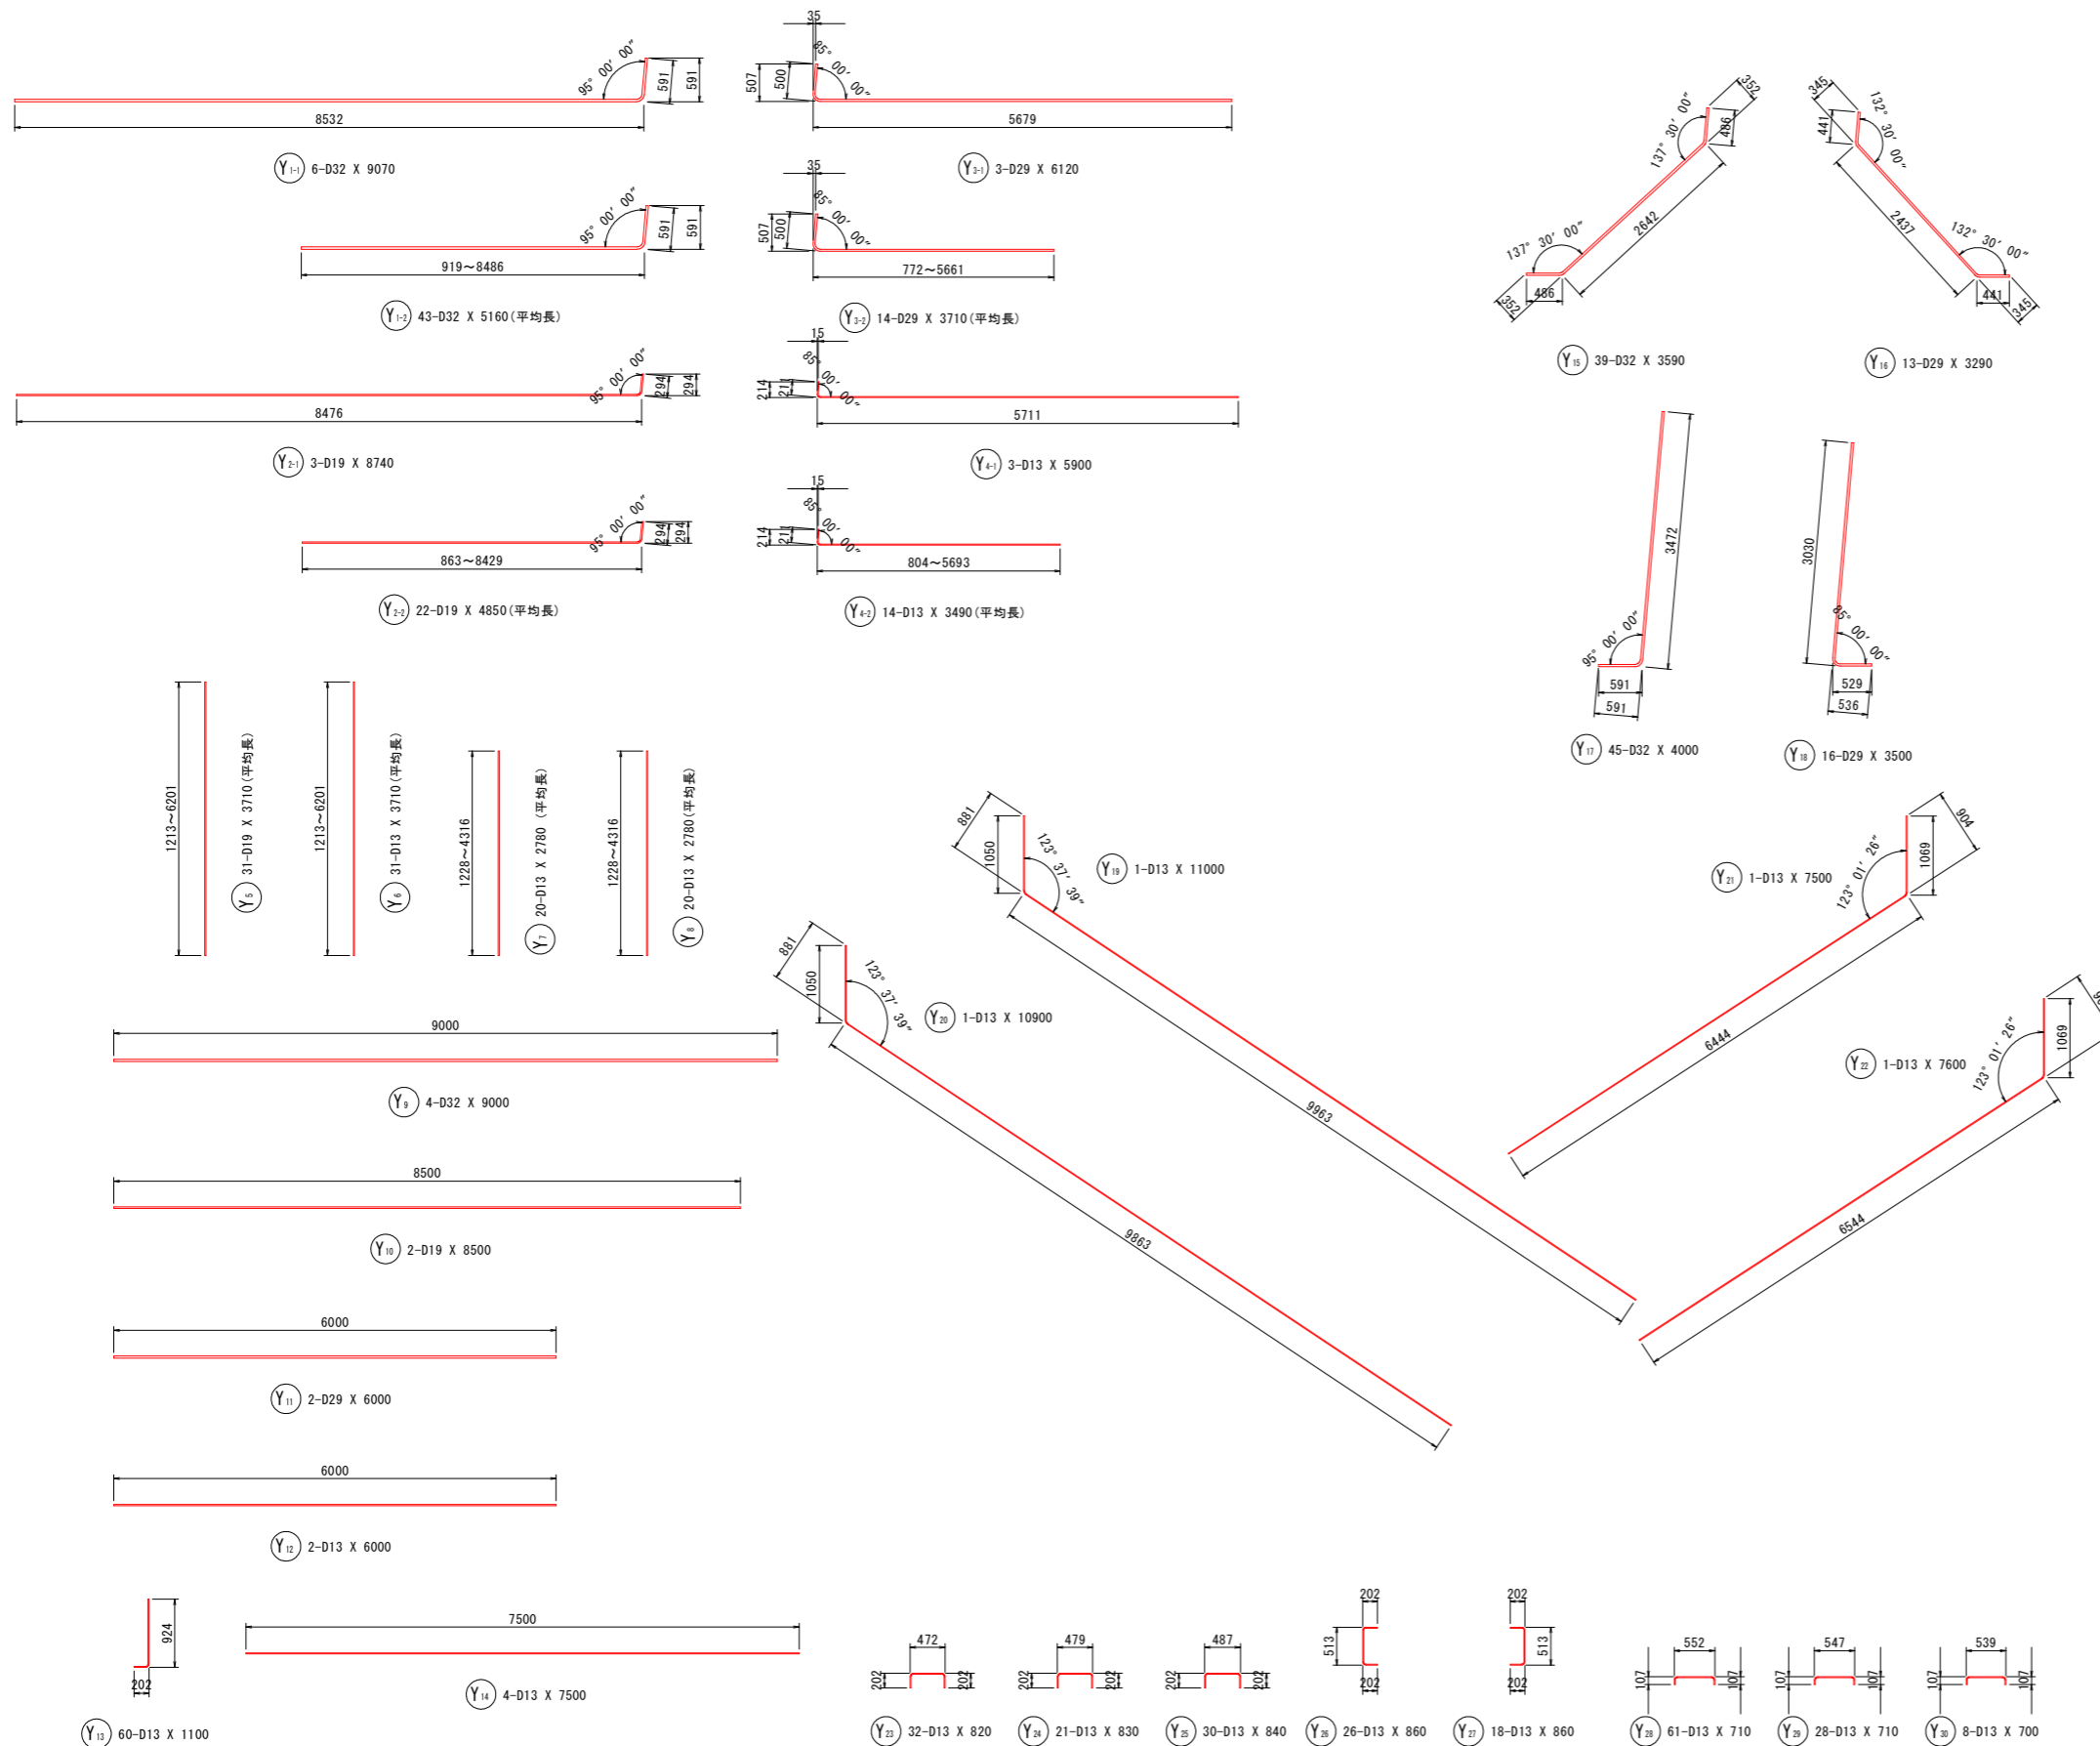 95° 00′ 00″
591
591
8532
Y1-1 6-D32 X 9070
35
85° 00′ 00″
507
500
5679
Y3-1 3-D29 X 6120
95° 00′ 00″
591
591
919～8486
Y1-2 43-D32 X 5160(平均長)
35
85° 00′ 00″
507
500
772～5661
Y3-2 14-D29 X 3710(平均長)
95° 00′ 00″
294
294
8476
Y2-1 3-D19 X 8740
15
85° 00′ 00″
214
211
5711
Y4-1 3-D13 X 5900
95° 00′ 00″
294
294
863～8429
Y2-2 22-D19 X 4850(平均長)
15
85° 00′ 00″
214
211
804～5693
Y4-2 14-D13 X 3490(平均長)
352
137° 30′ 00″
486
2642
137° 30′ 00″
486
352
Y15 39-D32 X 3590
345
132° 30′ 00″
441
2437
132° 30′ 00″
441
345
Y16 13-D29 X 3290
3472
95° 00′ 00″
591
591
Y17 45-D32 X 4000
3030
85° 00′ 00″
529
536
Y18 16-D29 X 3500
1213～6201
Y5 31-D19 X 3710(平均長)
1213～6201
Y6 31-D13 X 3710(平均長)
1228～4316
Y7 20-D13 X 2780 (平均長)
1228～4316
Y8 20-D13 X 2780(平均長)
881
1050
123° 37′ 39″
Y19 1-D13 X 11000
9963
881
1050
123° 37′ 39″
Y20 1-D13 X 10900
9863
904
1069
123° 01′ 26″
Y21 1-D13 X 7500
6444
1069
123° 01′ 26″
Y22 1-D13 X 7600
6544
9000
Y9 4-D32 X 9000
8500
Y10 2-D19 X 8500
6000
Y11 2-D29 X 6000
6000
Y12 2-D13 X 6000
924
202
Y13 60-D13 X 1100
7500
Y14 4-D13 X 7500
472
202
202
Y23 32-D13 X 820
479
202
202
Y24 21-D13 X 830
487
202
202
Y25 30-D13 X 840
202
513
202
Y26 26-D13 X 860
202
513
202
Y27 18-D13 X 860
552
107
107
Y28 61-D13 X 710
547
107
107
Y29 28-D13 X 710
539
107
107
Y30 8-D13 X 700